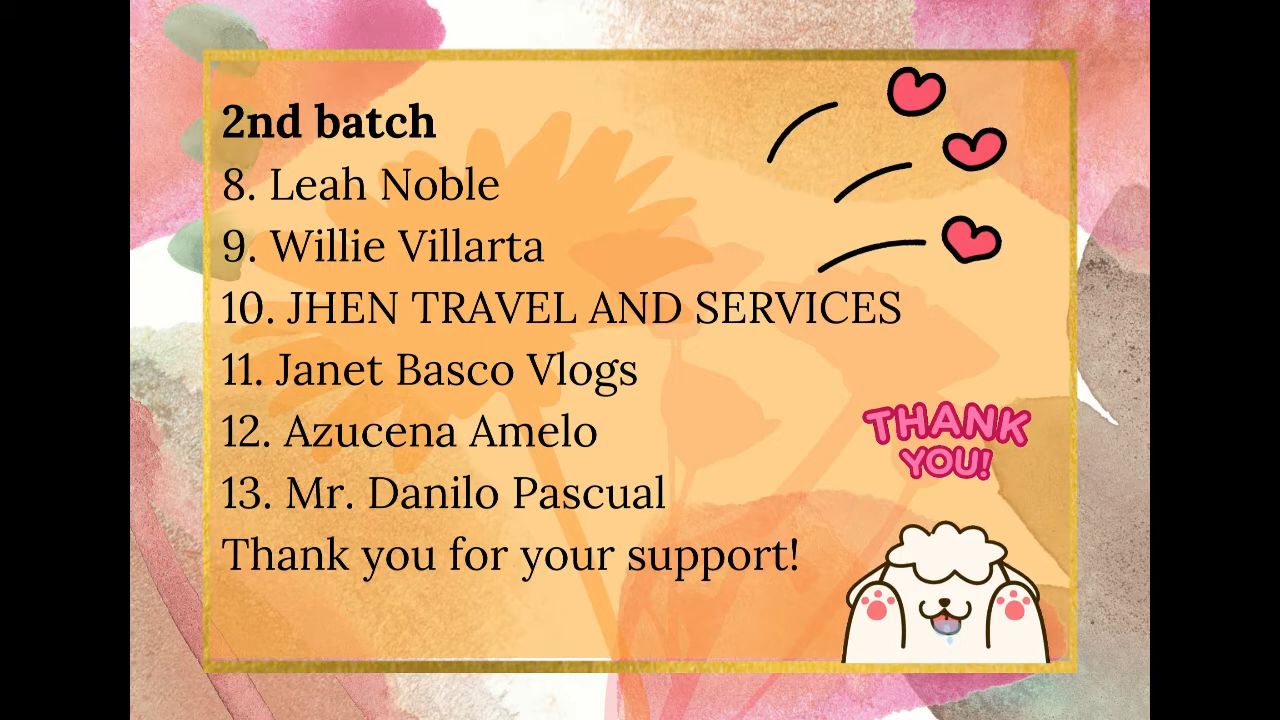 2nd batch
8. Leah Noble
9. Willie Villarta
10. JHEN TRAVEL AND SERVICES
11. Janet Basco Vlogs
12. Azucena Amelo
13. Mr. Danilo Pascual
Thank you for your support!
THANK
YOU!